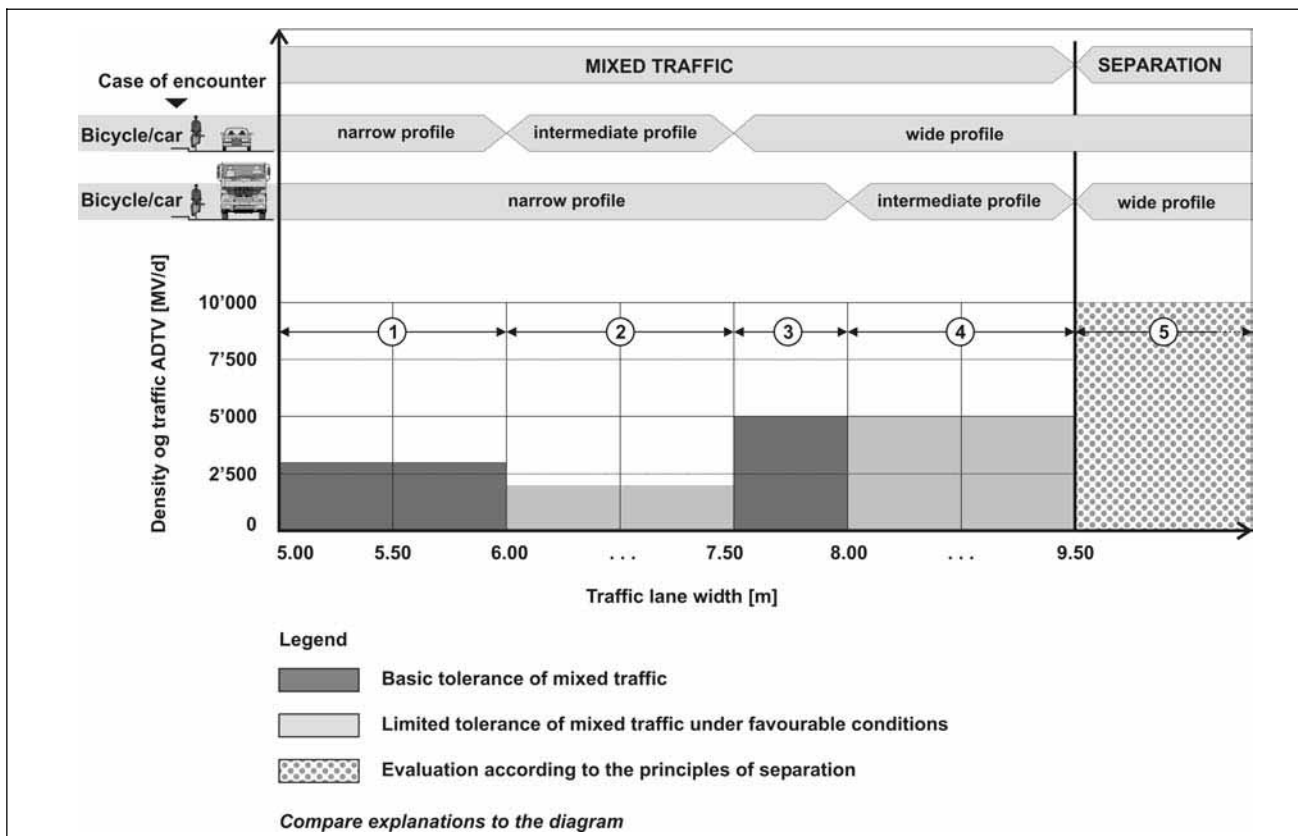 MIXED TRAFFIC SEPARATION
Case of encounter
Bicycle/car narrow profile intermediate profile wide profile
Bicycle/car narrow profile intermediate profile wide profile
Density og traffic ADTV [MV/d]
10’000
1 2 3 4 5
7’500
5’000
2’500
0
5.00 5.50 6.00 . . . 7.50 8.00 . . . 9.50
Traffic lane width [m]
Legend
Basic tolerance of mixed traffic
Limited tolerance of mixed traffic under favourable conditions
Evaluation according to the principles of separation
Compare explanations to the diagram